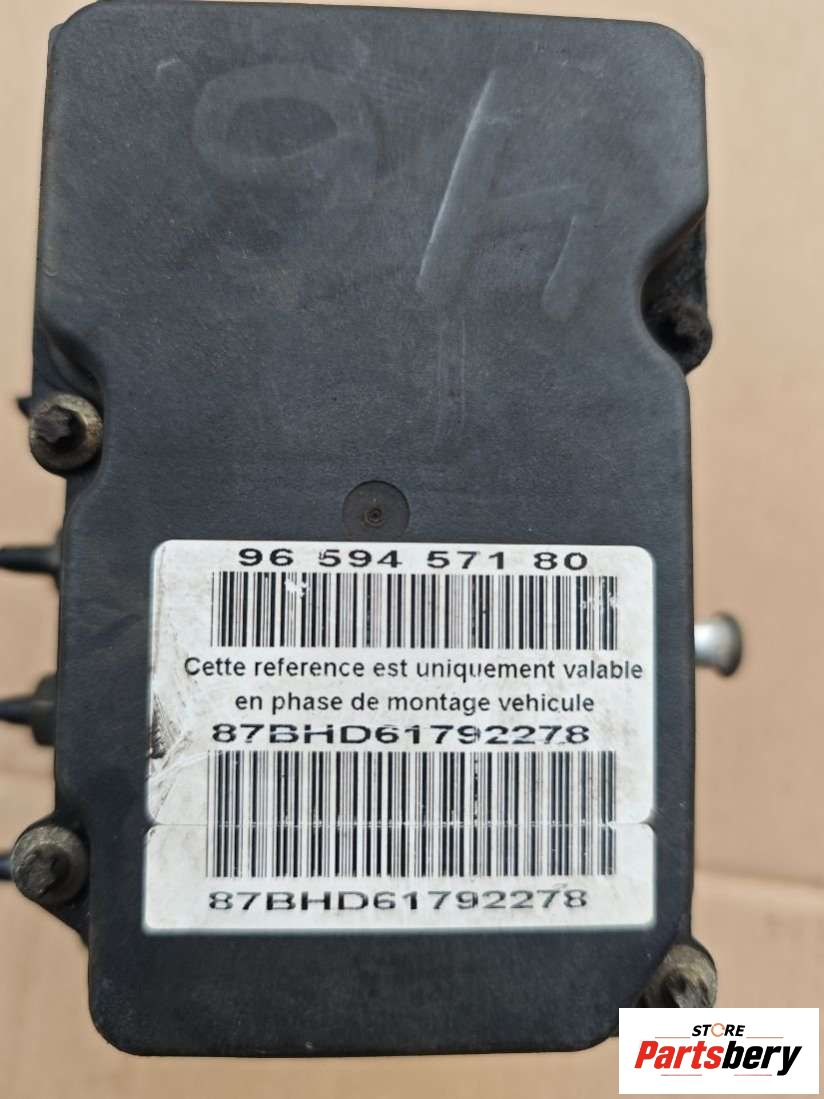 96 594 571 80
Cette reference est uniquement valable
en phase de montage vehicule
87BHD61792278
87BHD61792278
STORE
Partsbery